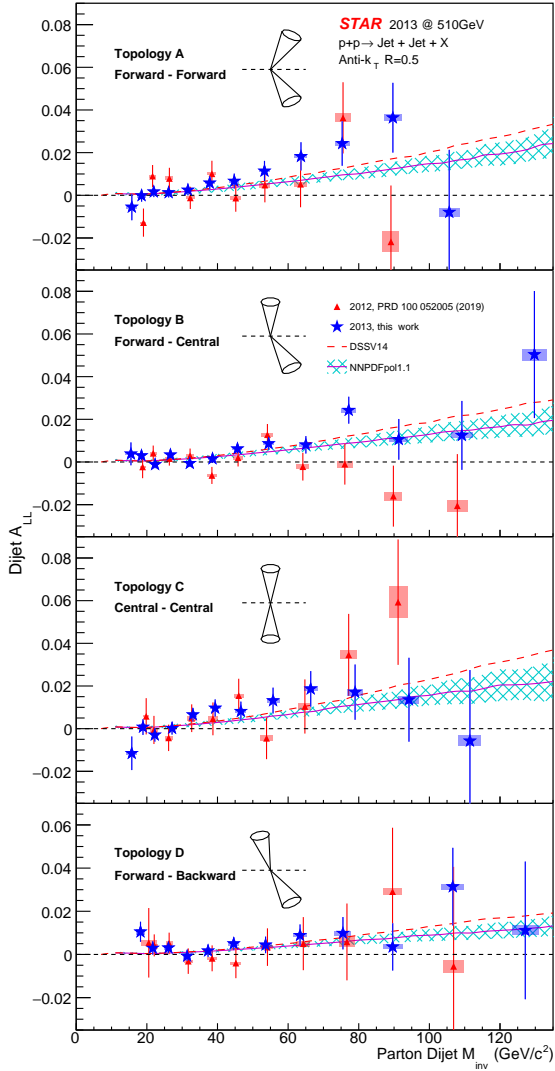 STAR 2013 @ 510GeV
p+p→ Jet + Jet + X
Anti-k_T R=0.5
Topology A
Forward - Forward
0.08
0.06
0.04
0.02
0
−0.02
Topology B
Forward - Central
2012, PRD 100 052005 (2019)
2013, this work
DSSV14
NNPDFpol1.1
0.08
0.06
0.04
0.02
0
−0.02
Dijet A_LL
Topology C
Central - Central
0.08
0.06
0.04
0.02
0
−0.02
Topology D
Forward - Backward
0.06
0.04
0.02
0
−0.02
0 20 40 60 80 100 120
Parton Dijet M_inv (GeV/c²)